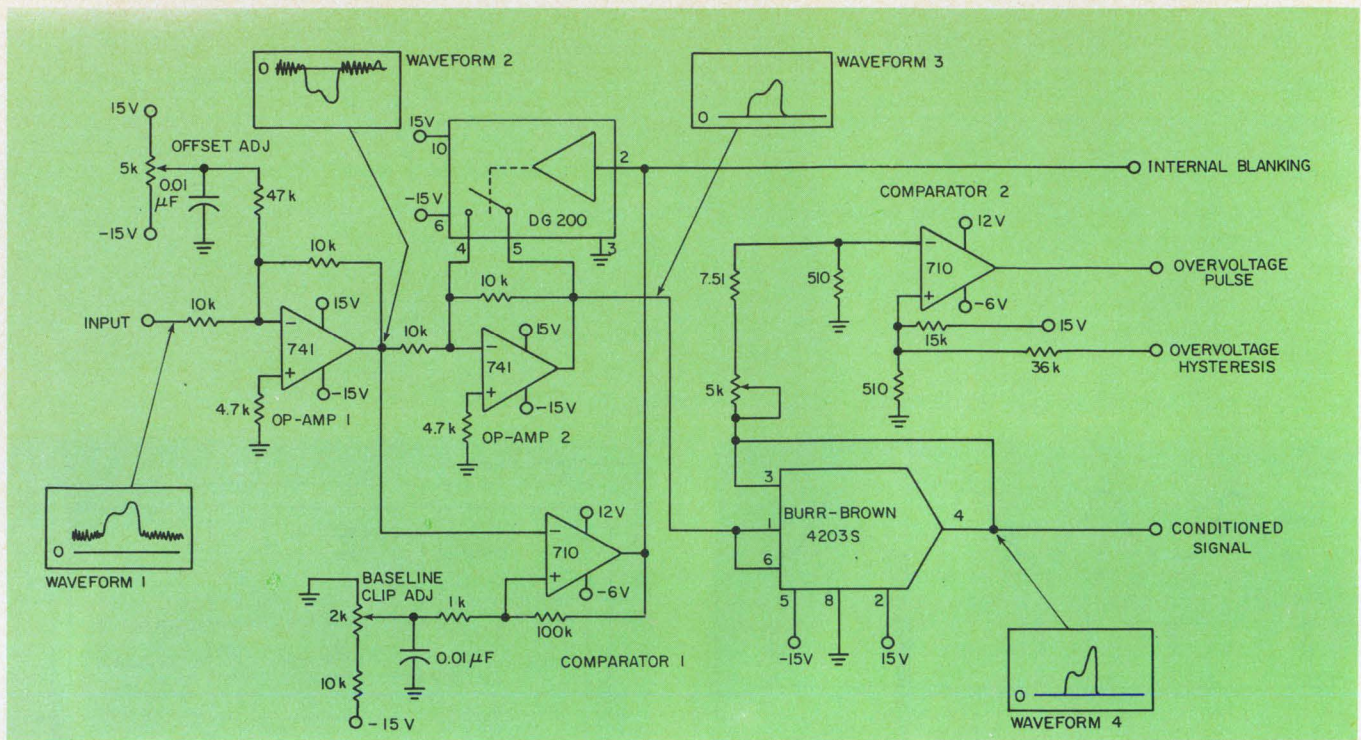 WAVEFORM 2
0
WAVEFORM 3
0
15V
OFFSET ADJ
5k
0.01
μF
-15V
47k
10k
INPUT
10k
15V
741
-15V
4.7k
OP-AMP 1
15V
10
-15V
6
2
DG 200
4
5
3
10k
10k
15V
741
-15V
4.7k
OP-AMP 2
INTERNAL BLANKING
COMPARATOR 2
12V
710
-6V
7.51
510
OVERVOLTAGE
PULSE
15V
15k
36k
OVERVOLTAGE
HYSTERESIS
510
5k
0
WAVEFORM 1
BASELINE
CLIP ADJ
2k
1k
0.01 μF
10k
-15V
12V
710
-6V
100k
COMPARATOR 1
3
1
6
BURR-BROWN
4203S
4
5
8
2
-15V
15V
CONDITIONED
SIGNAL
0
WAVEFORM 4